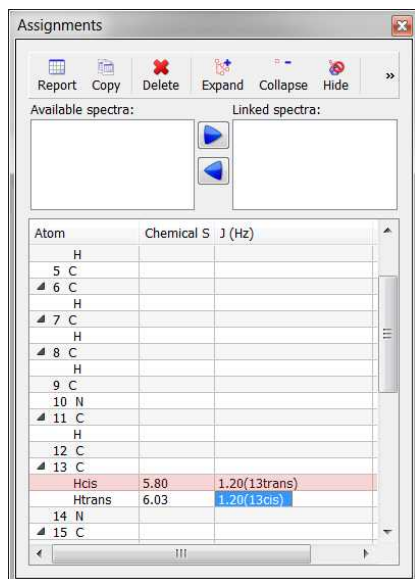 Assignments
Report Copy Delete Expand Collapse Hide »
Available spectra: Linked spectra:
Atom Chemical S J (Hz)
H
5 C
6 C
H
7 C
H
8 C
H
9 C
10 N
11 C
H
12 C
13 C
Hcis 5.80 1.20(13trans)
Htrans 6.03 1.20(13cis)
14 N
15 C